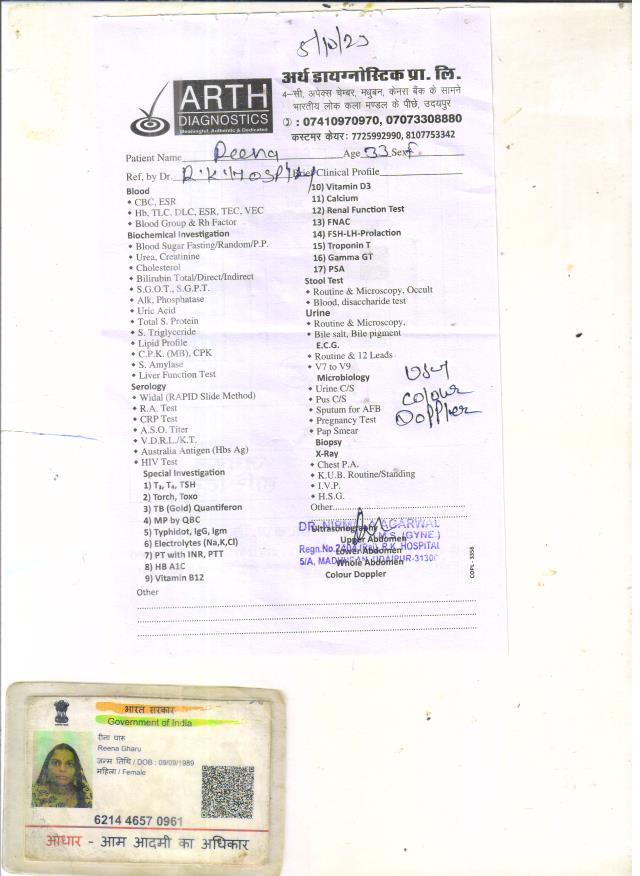 5/10/23
ARTH
DIAGNOSTICS
Meaningful, Authentic & Dedicated
अर्थ डायग्नोस्टिक प्रा. लि.
4–सी, अपेक्स चेम्बर, मधुबन, केनरा बैंक के सामने
भारतीय लोक कला मण्डल के पीछे, उदयपुर
: 07410970970, 07073308880
कस्टमर केयर: 7725992990, 8107753342
Patient Name Reena Age 33 Sex f
Ref, by Dr. R.K. HOSPITAL Brief Clinical Profile
Blood
CBC, ESR
Hb, TLC, DLC, ESR, TEC, VEC
Blood Group & Rh Factor
Biochemical Investigation
Blood Sugar Fasting/Random/P.P.
Urea, Creatinine
Cholesterol
Bilirubin Total/Direct/Indirect
S.G.O.T., S.G.P.T.
Alk, Phosphatase
Uric Acid
Total S. Protein
S. Triglyceride
Lipid Profile
C.P.K. (MB), CPK
S. Amylase
Liver Function Test
Serology
Widal (RAPID Slide Method)
R.A. Test
CRP Test
A.S.O. Titer
V.D.R.L./K.T.
Australia Antigen (Hbs Ag)
HIV Test
Special Investigation
1) T₃, T₄, TSH
2) Torch, Toxo
3) TB (Gold) Quantiferon
4) MP by QBC
5) Typhidot, IgG, Igm
6) Electrolytes (Na,K,Cl)
7) PT with INR, PTT
8) HB A1C
9) Vitamin B12
10) Vitamin D3
11) Calcium
12) Renal Function Test
13) FNAC
14) FSH-LH-Prolaction
15) Troponin T
16) Gamma GT
17) PSA
Stool Test
Routine & Microscopy, Occult
Blood, disaccharide test
Urine
Routine & Microscopy,
Bile salt, Bile pigment
E.C.G.
Routine & 12 Leads
V7 to V9
Microbiology
Urine C/S
Pus C/S
Sputum for AFB
Pregnancy Test
Pap Smear
Biopsy
X-Ray
Chest P.A.
K.U.B. Routine/Standing
I.V.P.
H.S.G.
Other
USG
Colour
Doppler
Ultrasonography
Upper Abdomen
Lower Abdomen
Whole Abdomen
Colour Doppler
AGARWAL
M.S. (GYNE.)
R.K. HOSPITAL
COPL - 3358
Other
भारत सरकार
Government of India
रीना घारू
Reena Gharu
जन्म तिथि / DOB : 09/09/1989
महिला / Female
6214 4657 0961
आधार - आम आदमी का अधिकार